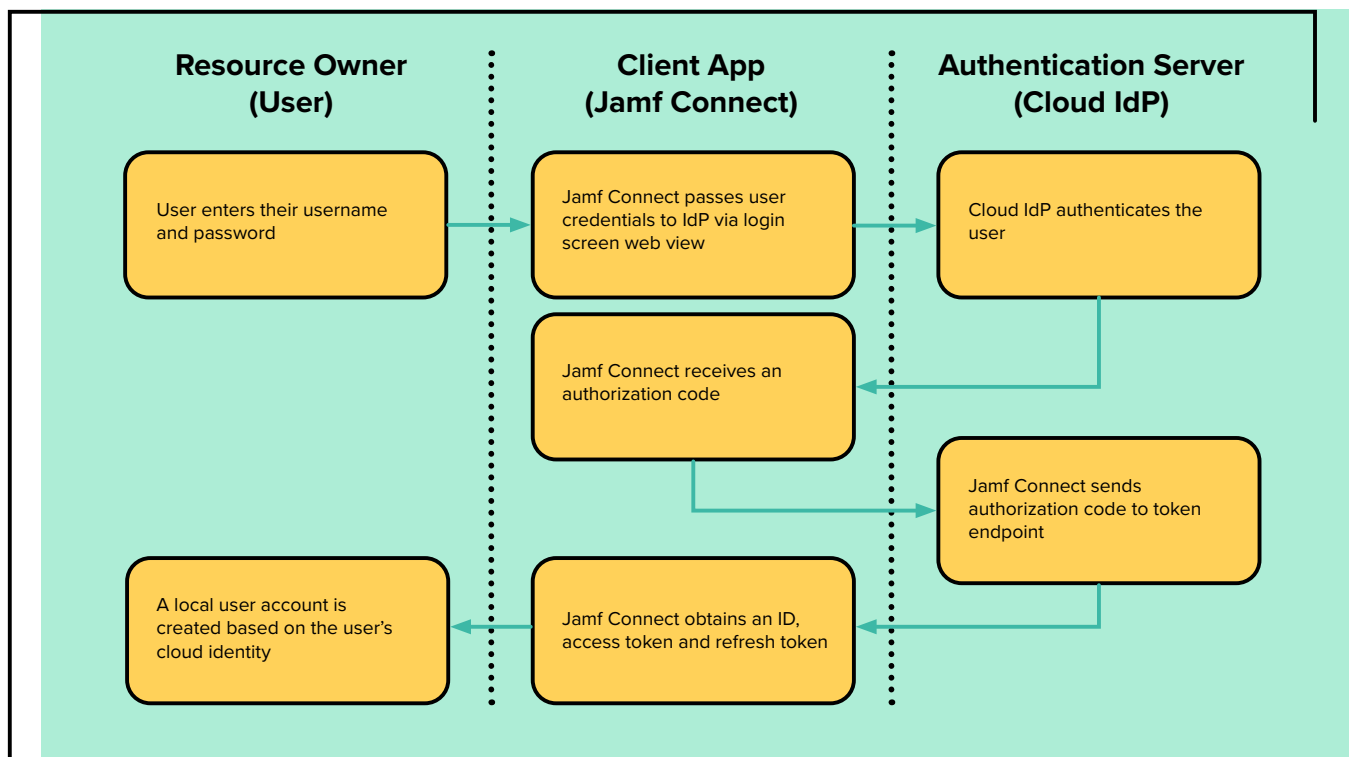 Resource Owner
(User)
Client App
(Jamf Connect)
Authentication Server
(Cloud IdP)
User enters their username
and password
Jamf Connect passes user
credentials to IdP via login
screen web view
Cloud IdP authenticates the
user
Jamf Connect receives an
authorization code
Jamf Connect sends
authorization code to token
endpoint
Jamf Connect obtains an ID,
access token and refresh token
A local user account is
created based on the user’s
cloud identity